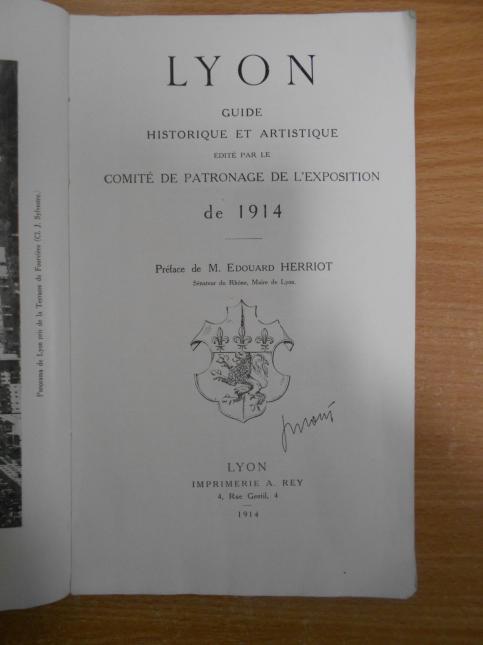 Panorama de Lyon pris de la Terrasse de Fourvière (Cl. J. Sylvestre.)
LYON
GUIDE
HISTORIQUE ET ARTISTIQUE
EDITÉ PAR LE
COMITÉ DE PATRONAGE DE L'EXPOSITION
de 1914
Préface de M. EDOUARD HERRIOT
Sénateur du Rhône, Maire de Lyon.
LYON
IMPRIMERIE A. REY
4, Rue Gentil, 4
1914